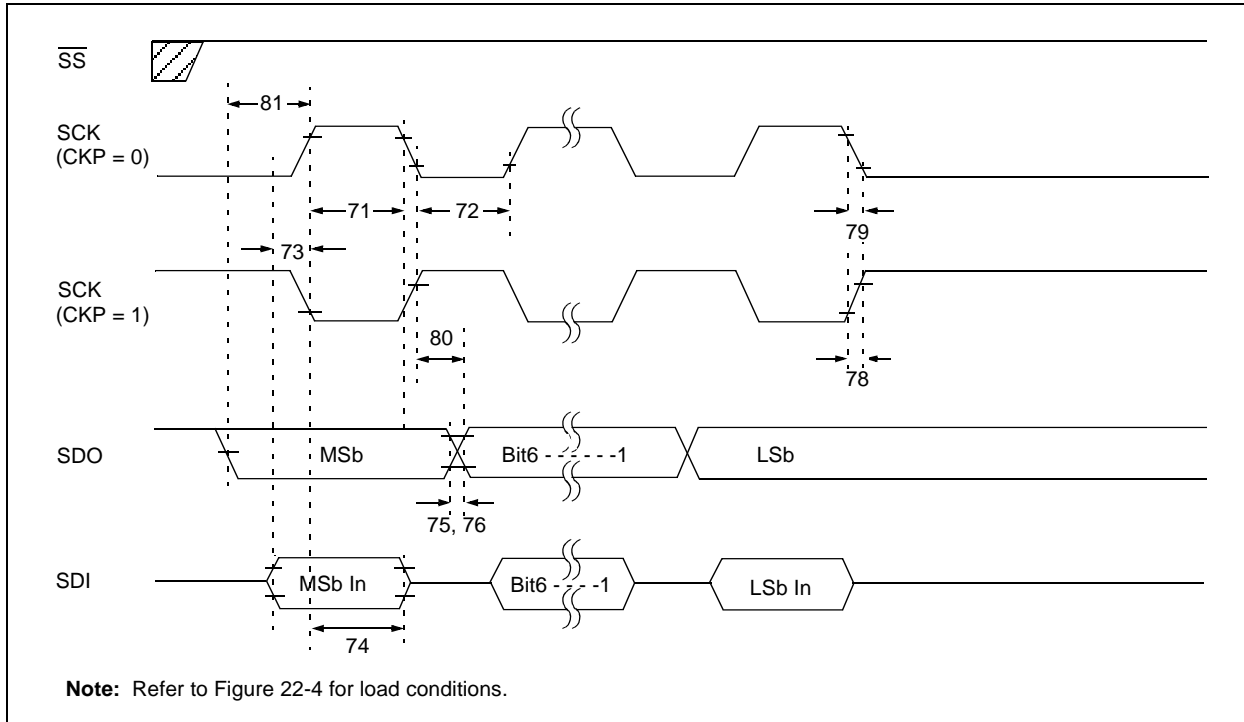 SS
81
SCK
(CKP = 0)
71
72
79
73
SCK
(CKP = 1)
80
78
SDO
MSb
Bit6 - - - - - -1
LSb
75, 76
SDI
MSb In
Bit6 - - - -1
LSb In
74
Note: Refer to Figure 22-4 for load conditions.